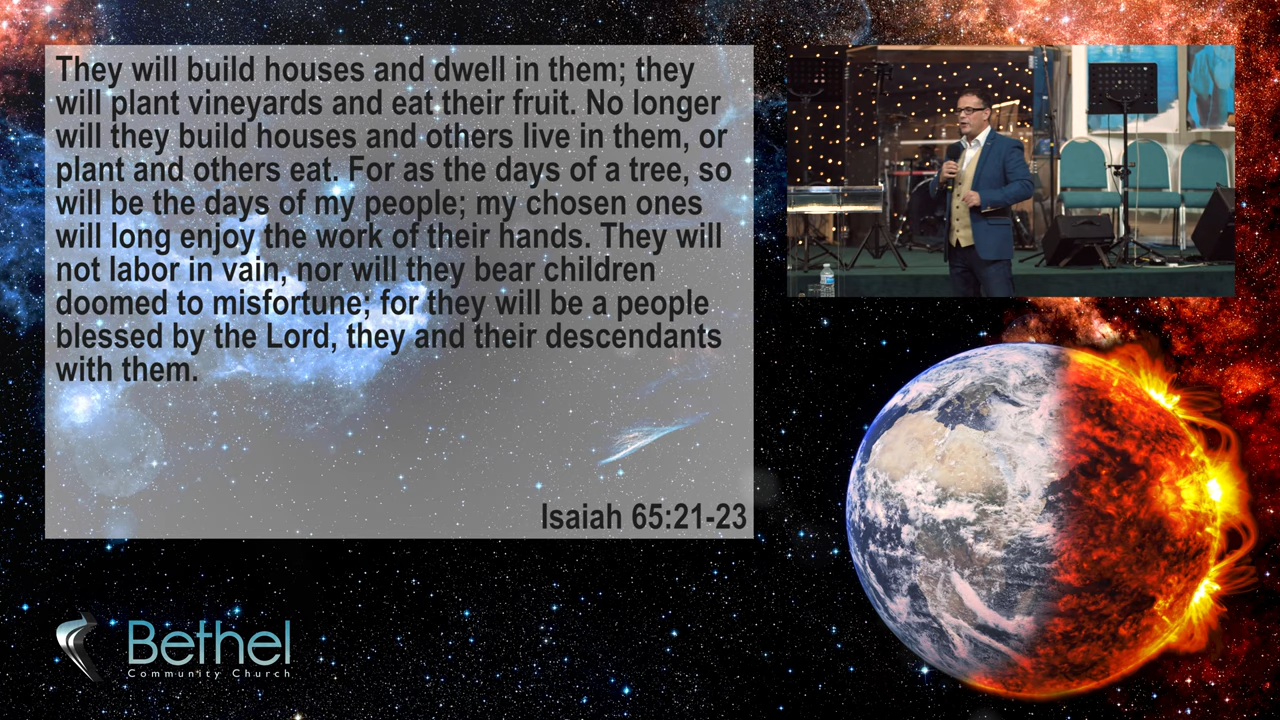 They will build houses and dwell in them; they
will plant vineyards and eat their fruit. No longer
will they build houses and others live in them, or
plant and others eat. For as the days of a tree, so
will be the days of my people; my chosen ones
will long enjoy the work of their hands. They will
not labor in vain, nor will they bear children
doomed to misfortune; for they will be a people
blessed by the Lord, they and their descendants
with them.
Isaiah 65:21-23
Bethel
Community Church